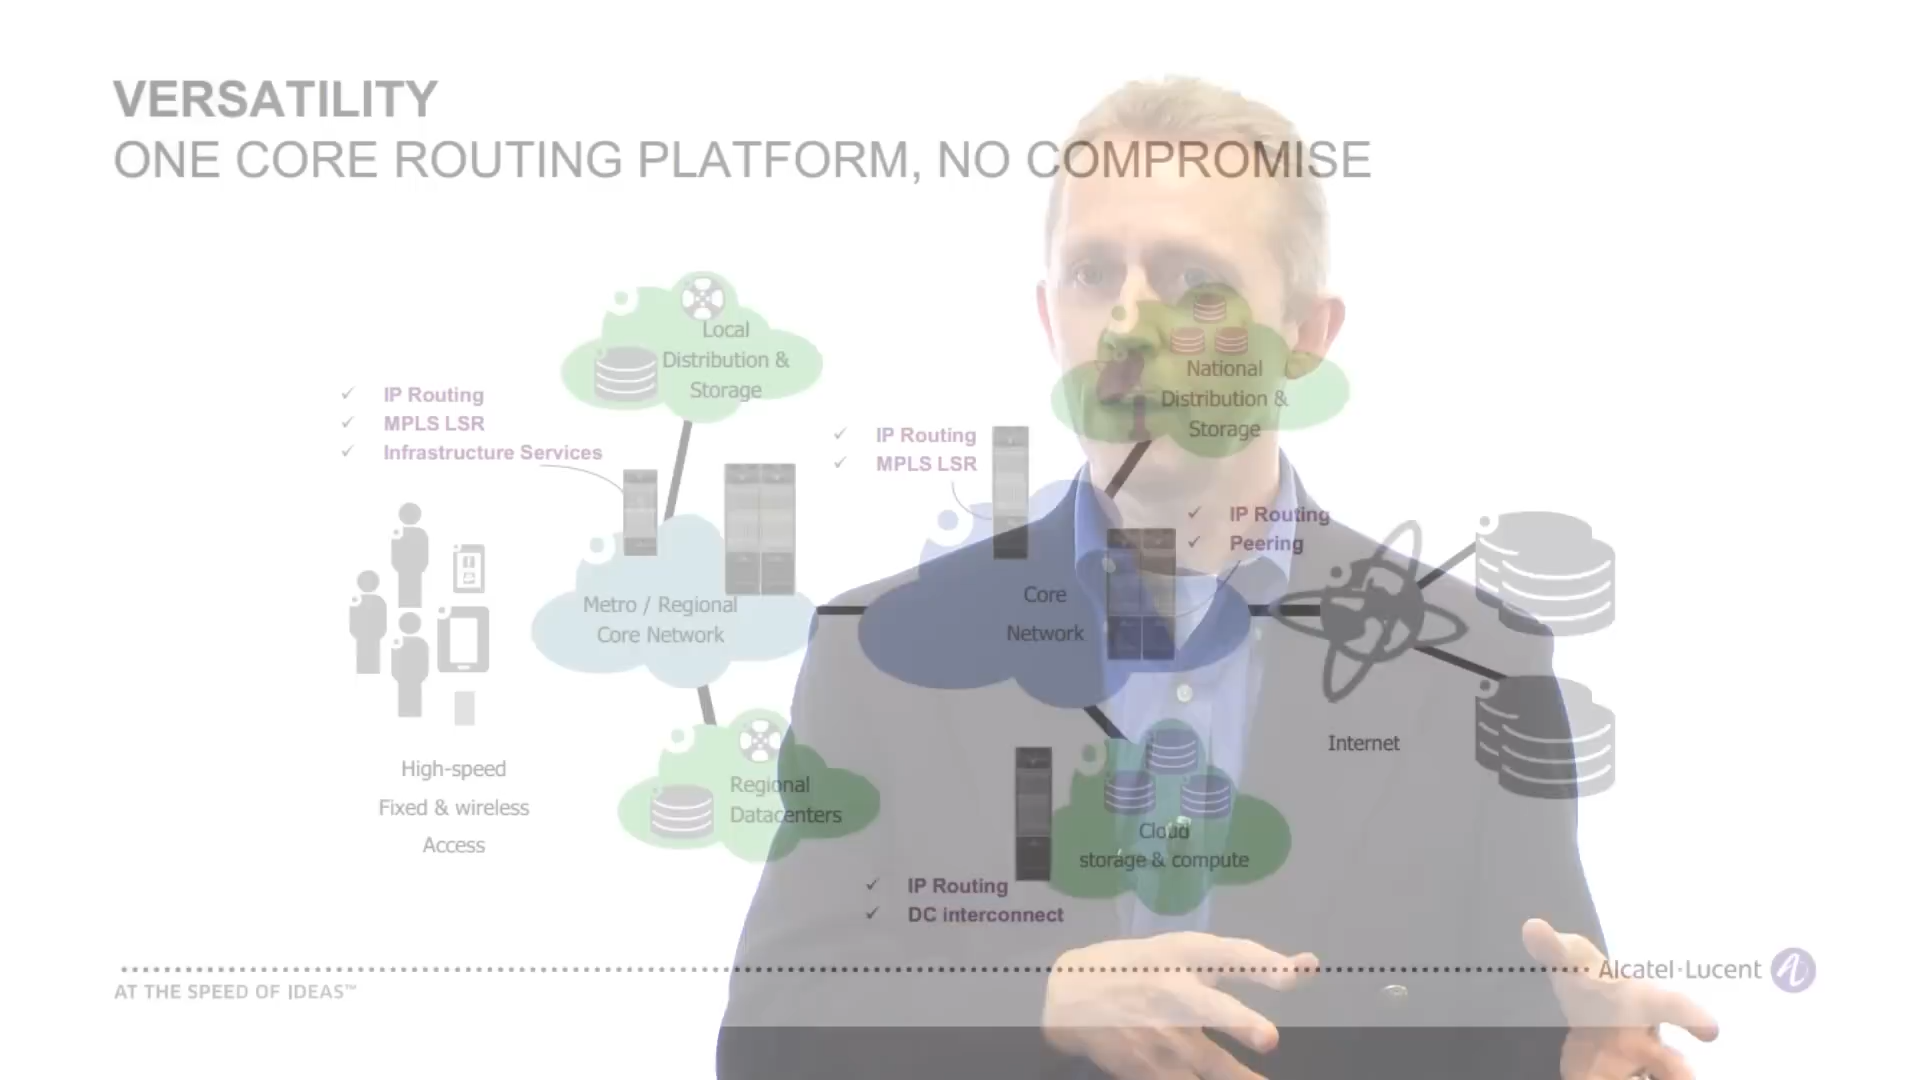 VERSATILITY
ONE CORE ROUTING PLATFORM, NO COMPROMISE
Local
Distribution &
Storage
National
Distribution &
Storage
✓ IP Routing
✓ MPLS LSR
✓ Infrastructure Services
✓ IP Routing
✓ MPLS LSR
✓ IP Routing
✓ Peering
Metro / Regional
Core Network
Core
Network
Internet
High-speed
Fixed & wireless
Access
Regional
Datacenters
Cloud
storage & compute
✓ IP Routing
✓ DC interconnect
AT THE SPEED OF IDEAS™
Alcatel·Lucent